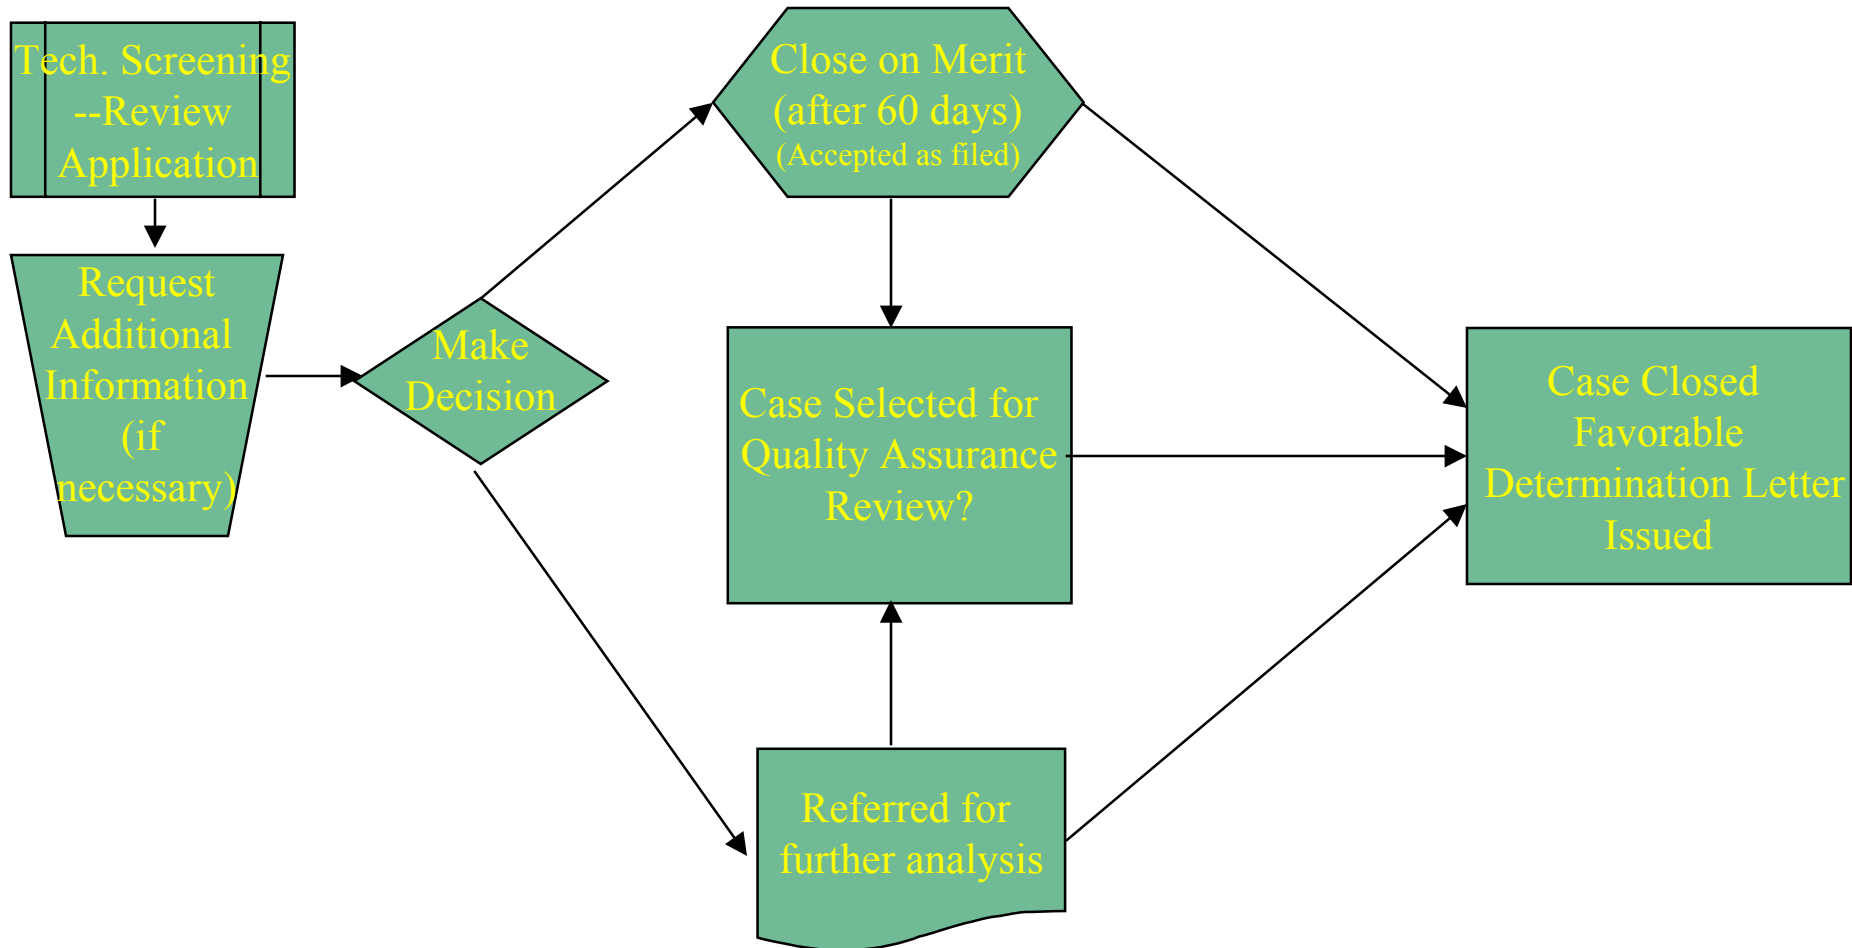 Tech. Screening
--Review
Application
Request
Additional
Information
(if
necessary)
Make
Decision
Close on Merit
(after 60 days)
(Accepted as filed)
Case Selected for
Quality Assurance
Review?
Referred for
further analysis
Case Closed
Favorable
Determination Letter
Issued